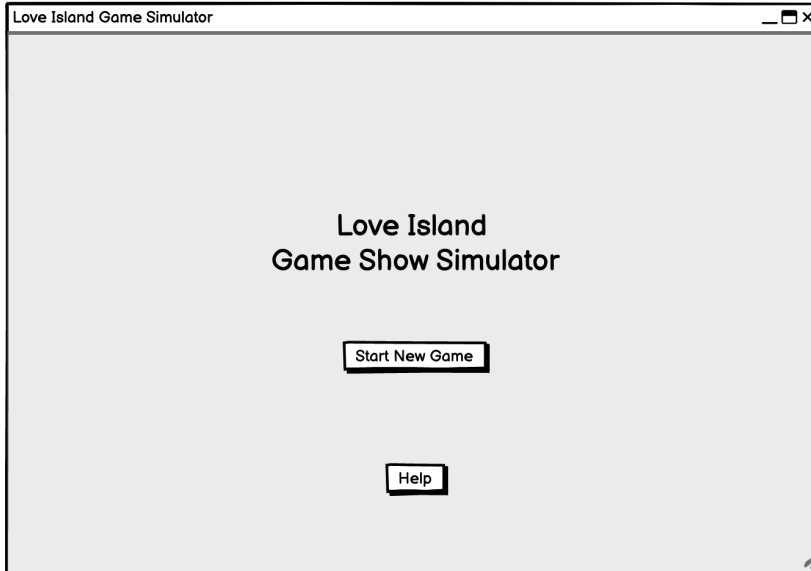 Love Island Game Simulator
Love Island
Game Show Simulator
Start New Game
Help